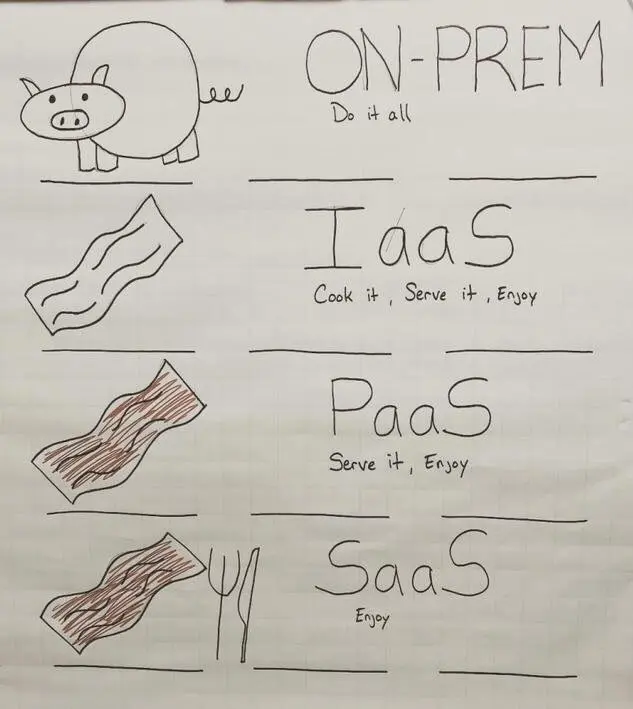 ON-PREM
Do it all
IaaS
Cook it, Serve it, Enjoy
PaaS
Serve it, Enjoy
SaaS
Enjoy